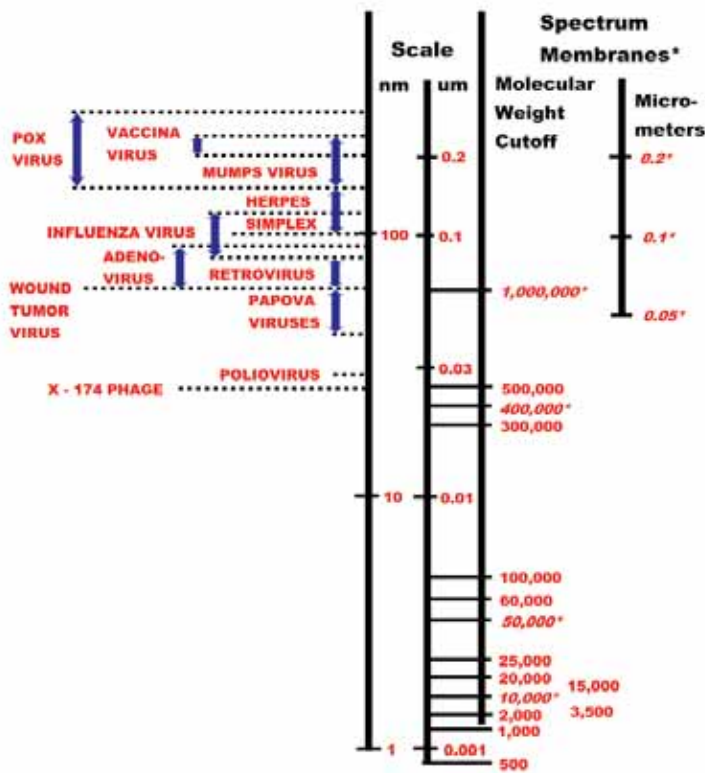 Spectrum
Membranes*
Scale
nm
um
Molecular
Weight
Cutoff
Micro-
meters
POX
VIRUS
VACCINA
VIRUS
MUMPS VIRUS
HERPES
SIMPLEX
INFLUENZA VIRUS
ADENO-
VIRUS
RETROVIRUS
WOUND
TUMOR
VIRUS
PAPOVA
VIRUSES
POLIOVIRUS
X - 174 PHAGE
100
10
1
0.2
0.1
0.03
0.01
0.001
1,000,000*
500,000
400,000*
300,000
100,000
60,000
50,000*
25,000
20,000
15,000
10,000*
2,000
3,500
1,000
500
0.2*
0.1*
0.05*